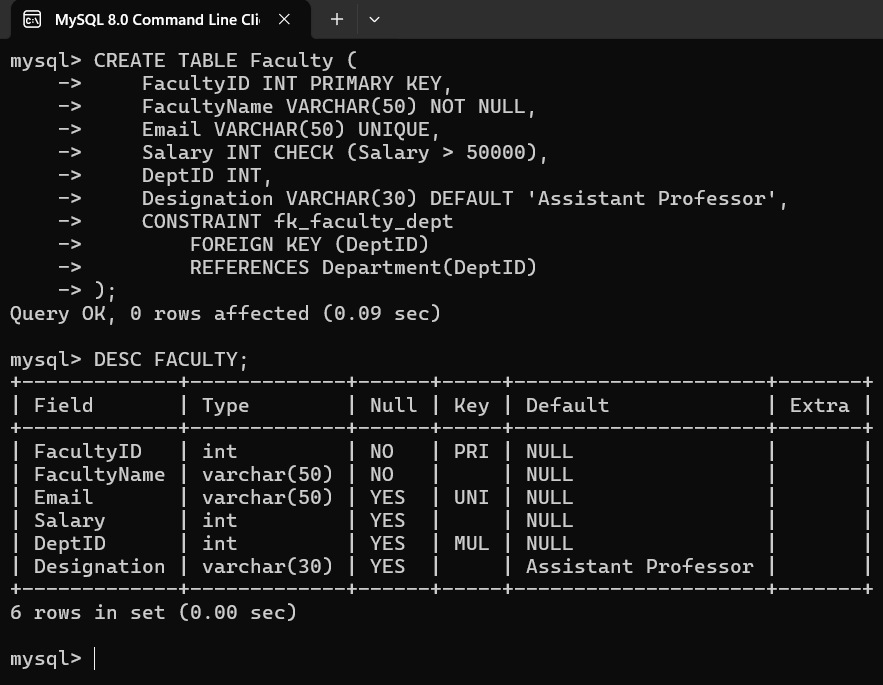 MySQL 8.0 Command Line Cli
mysql> CREATE TABLE Faculty (
    ->     FacultyID INT PRIMARY KEY,
    ->     FacultyName VARCHAR(50) NOT NULL,
    ->     Email VARCHAR(50) UNIQUE,
    ->     Salary INT CHECK (Salary > 50000),
    ->     DeptID INT,
    ->     Designation VARCHAR(30) DEFAULT 'Assistant Professor',
    ->     CONSTRAINT fk_faculty_dept
    ->         FOREIGN KEY (DeptID)
    ->         REFERENCES Department(DeptID)
    -> );
Query OK, 0 rows affected (0.09 sec)

mysql> DESC FACULTY;
+-------------+-------------+------+-----+---------------------+-------+
| Field       | Type        | Null | Key | Default             | Extra |
+-------------+-------------+------+-----+---------------------+-------+
| FacultyID   | int         | NO   | PRI | NULL                |       |
| FacultyName | varchar(50) | NO   |     | NULL                |       |
| Email       | varchar(50) | YES  | UNI | NULL                |       |
| Salary      | int         | YES  |     | NULL                |       |
| DeptID      | int         | YES  | MUL | NULL                |       |
| Designation | varchar(30) | YES  |     | Assistant Professor |       |
+-------------+-------------+------+-----+---------------------+-------+
6 rows in set (0.00 sec)

mysql>